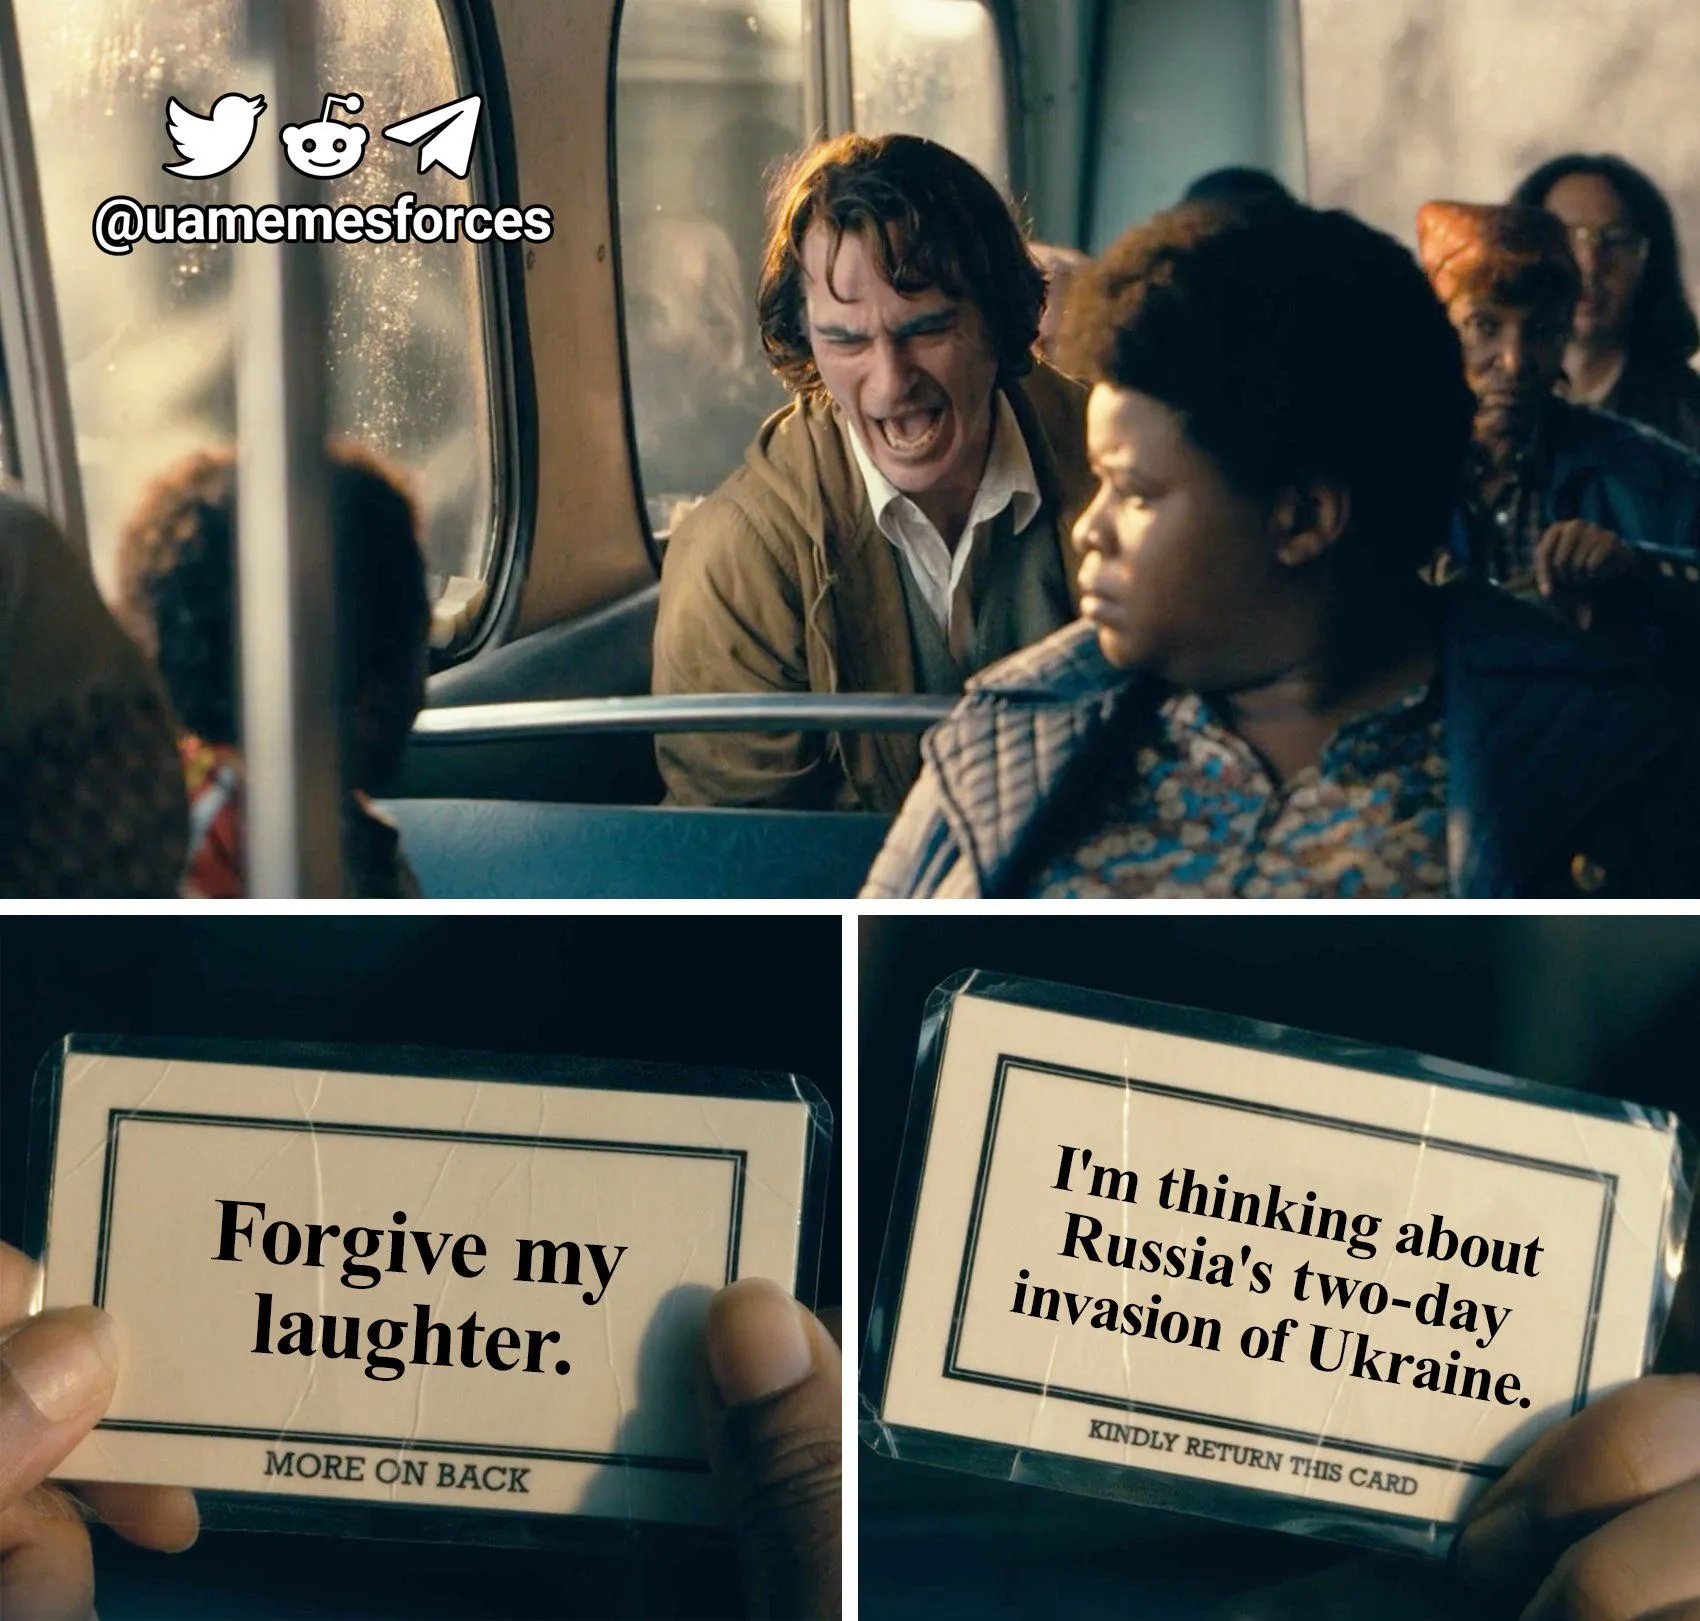 @uamemesforces
Forgive my
laughter.
MORE ON BACK
I'm thinking about
Russia's two-day
invasion of Ukraine.
KINDLY RETURN THIS CARD